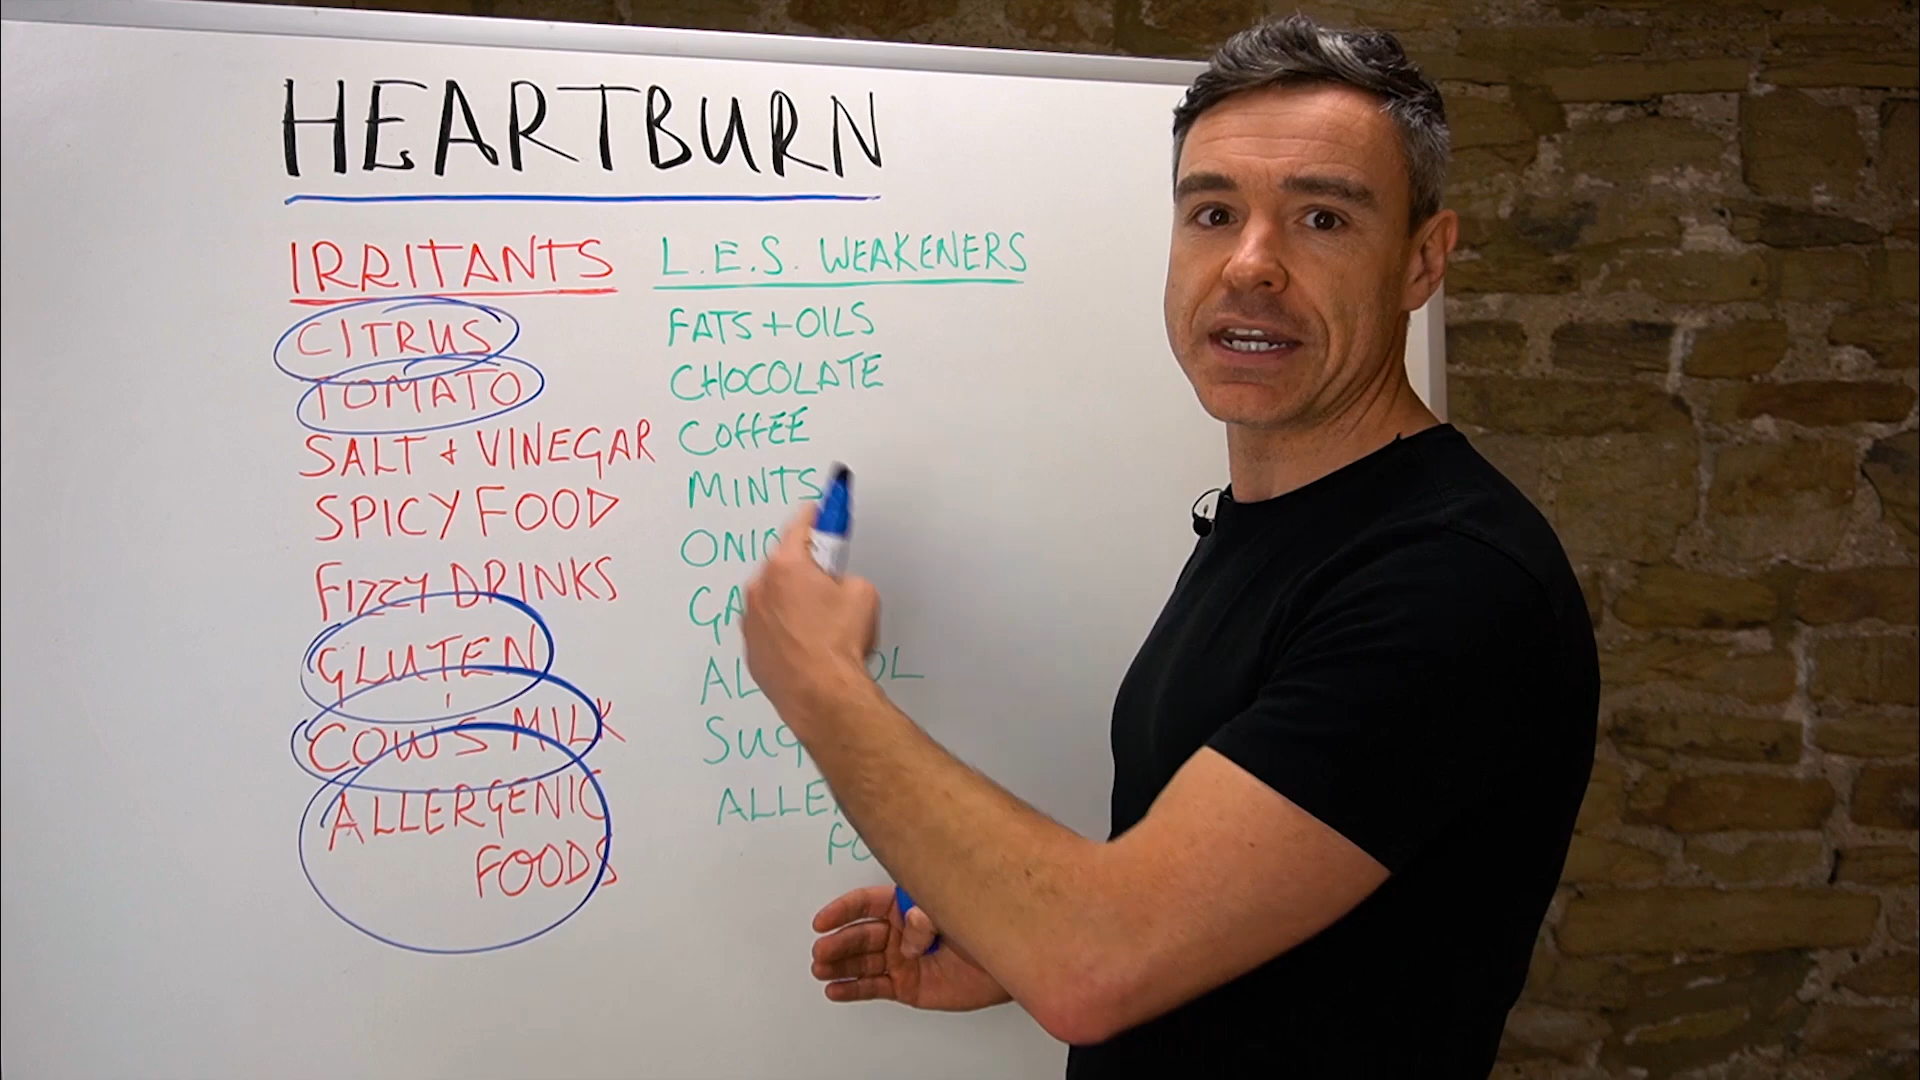 HEARTBURN
IRRITANTS
CITRUS
TOMATO
SALT + VINEGAR
SPICY FOOD
FIZZY DRINKS
GLUTEN
COW'S MILK
ALLERGENIC
FOODS
L.E.S. WEAKENERS
FATS + OILS
CHOCOLATE
COFFEE
MINTS